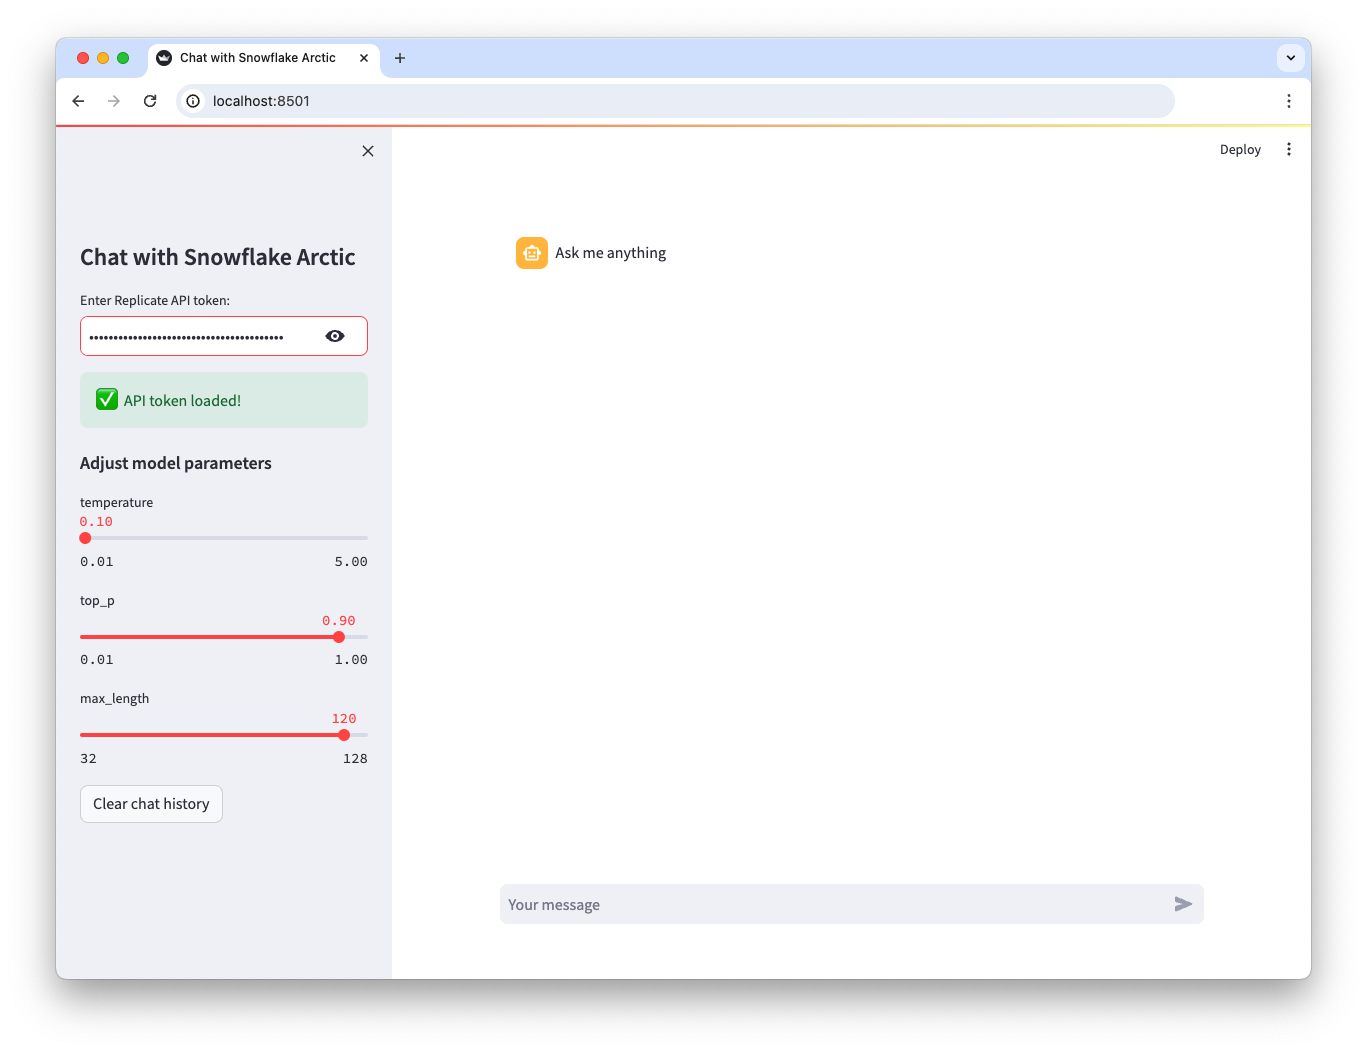 Chat with Snowflake Arctic
localhost:8501
Deploy
Chat with Snowflake Arctic
Enter Replicate API token:
••••••••••••••••••••••••••••••••••••••••
✅ API token loaded!
Adjust model parameters
temperature
0.10
0.01 5.00
top_p
0.90
0.01 1.00
max_length
120
32 128
Clear chat history
Ask me anything
Your message